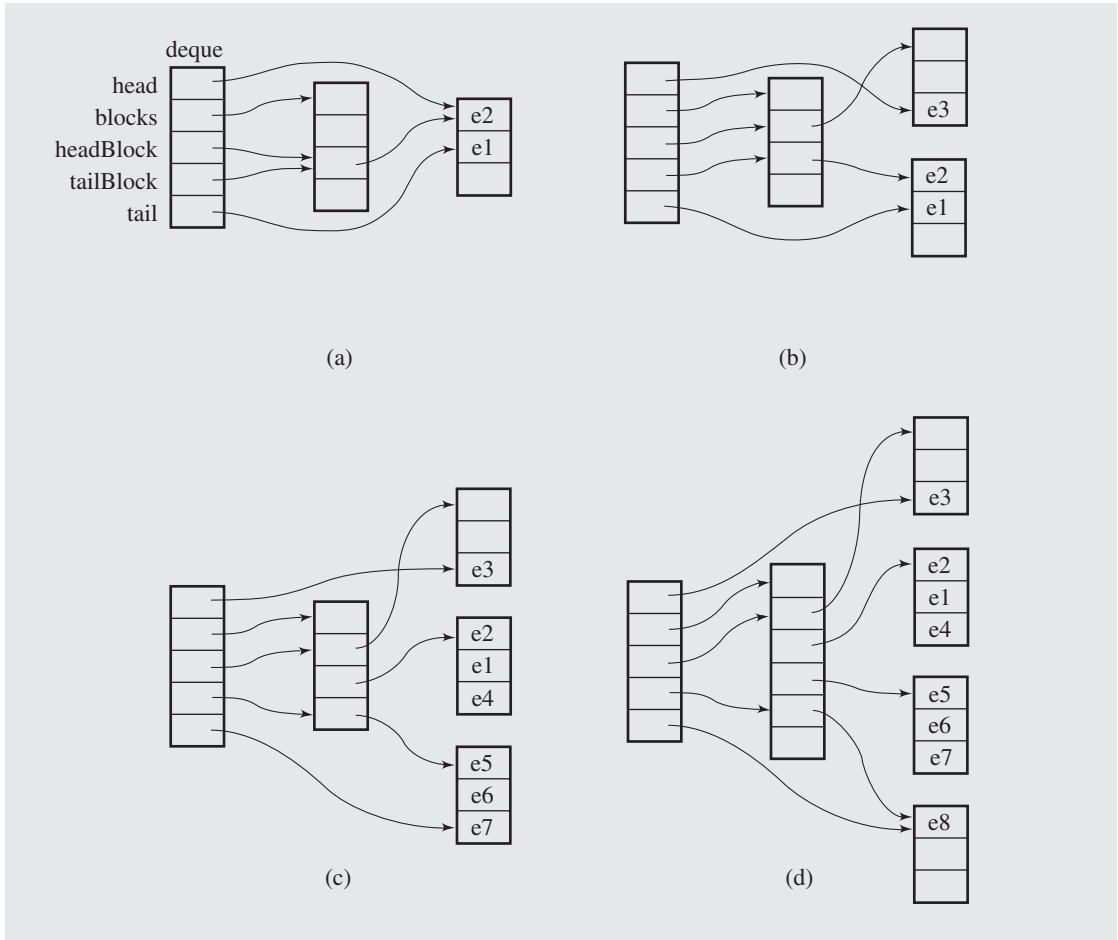 deque
head
blocks
headBlock
tailBlock
tail
e2
e1
(a)
e3
e2
e1
(b)
e3
e2
e1
e4
e5
e6
e7
(c)
e3
e2
e1
e4
e5
e6
e7
e8
(d)